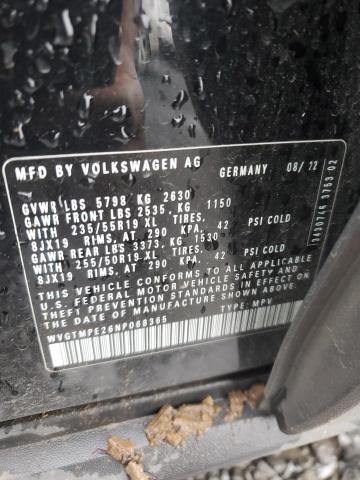 MFD BY VOLKSWAGEN AG GERMANY 08/22
GVWR LBS 5798 KG 2630
GAWR FRONT LBS 2535, KG 1150
235/55R19 XL TIRES,
8JX19 RIMS, AT 290 KPA, 42 PSI COLD
GAWR REAR LBS 3373, KG 1530
255/50R19 XL TIRES,
8JX19 RIMS, AT 290 KPA, 42 PSI COLD
THIS VEHICLE CONFORMS TO ALL APPLICABLE
U.S. FEDERAL MOTOR VEHICLE SAFETY AND
THEFT PREVENTION STANDARDS IN EFFECT ON
THE DATE OF MANUFACTURE SHOWN ABOVE.
WVGTMPE26NP068365 TYPE: MPV
3430746 3753 02